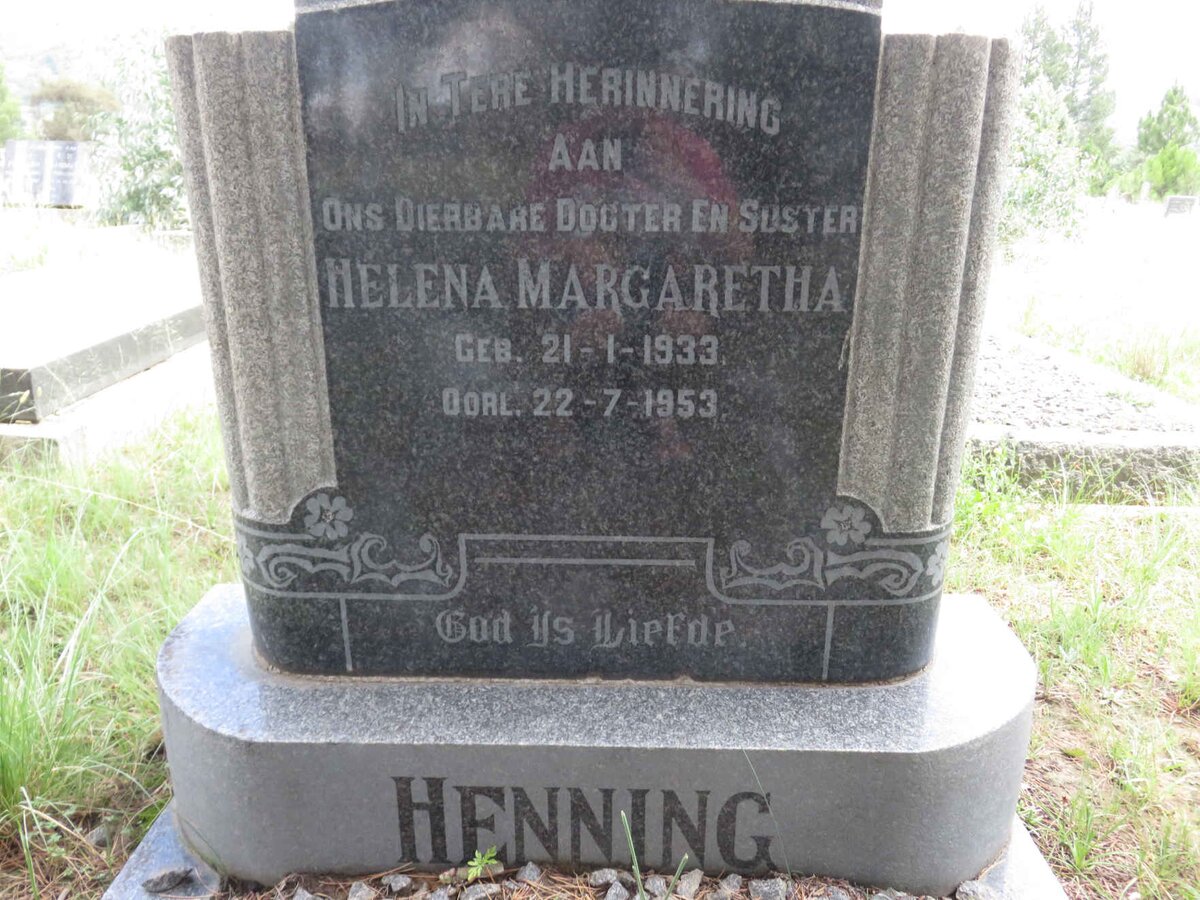 IN TERE HERINNERING
AAN
ONS DIERBARE DOGTER EN SUSTER
HELENA MARGARETHA
GEB. 21-1-1933
OORL. 22-7-1953
God Is Liefde
HENNING